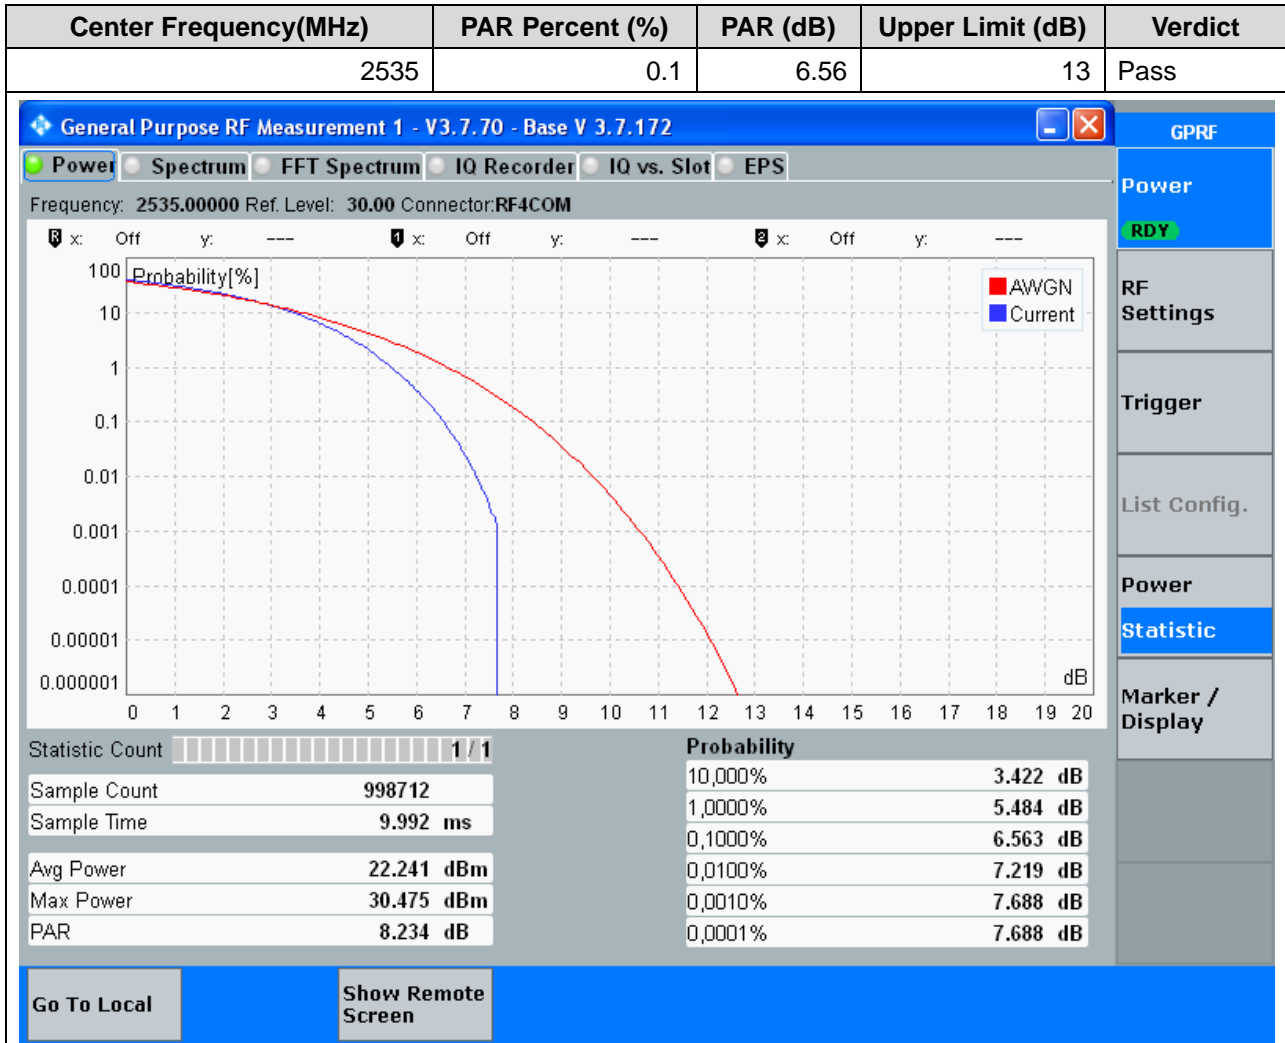 Center Frequency(MHz) PAR Percent (%) PAR (dB) Upper Limit (dB) Verdict
2535 0.1 6.56 13 Pass
General Purpose RF Measurement 1 - V3.7.70 - Base V 3.7.172
GPRF
Power Spectrum FFT Spectrum IQ Recorder IQ vs. Slot EPS
Power
RDY
Frequency: 2535.00000 Ref. Level: 30.00 Connector:RF4COM
R x: Off y: --- 1 x: Off y: --- 2 x: Off y: ---
Probability[%]
AWGN
Current
100
10
1
0.1
0.01
0.001
0.0001
0.00001
0.000001
dB
0 1 2 3 4 5 6 7 8 9 10 11 12 13 14 15 16 17 18 19 20
RF
Settings
Trigger
List Config.
Power
Statistic
Marker /
Display
Statistic Count 1 / 1
Sample Count 998712
Sample Time 9.992 ms
Avg Power 22.241 dBm
Max Power 30.475 dBm
PAR 8.234 dB
Probability
10,000% 3.422 dB
1,0000% 5.484 dB
0,1000% 6.563 dB
0,0100% 7.219 dB
0,0010% 7.688 dB
0,0001% 7.688 dB
Go To Local
Show Remote
Screen